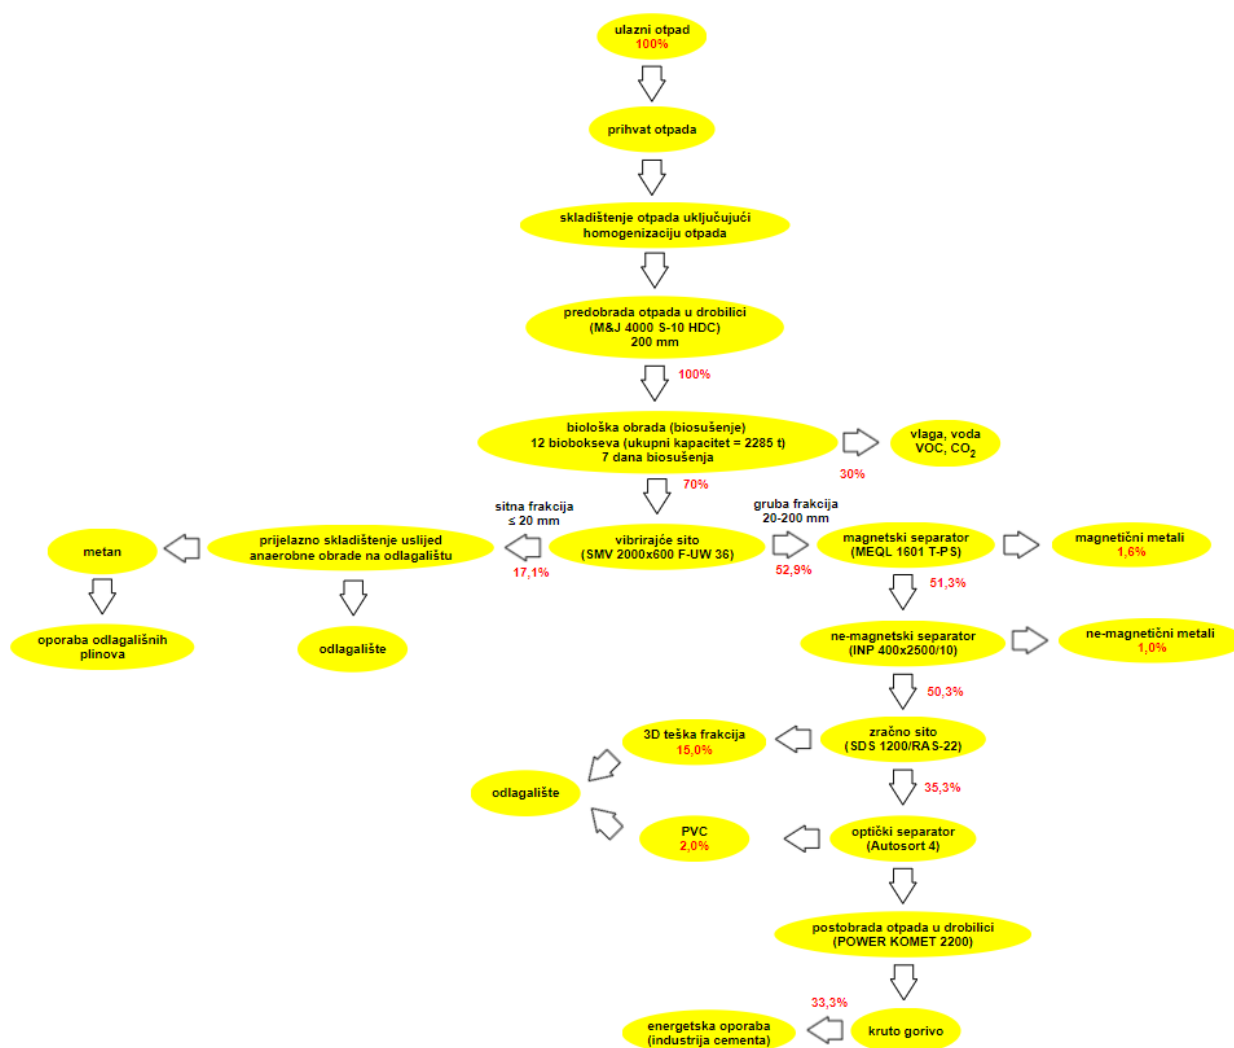 ulazni otpad
100%
prihvat otpada
skladištenje otpada uključujući
homogenizaciju otpada
predobrada otpada u drobilici
(M&J 4000 S-10 HDC)
200 mm
100%
biološka obrada (biosušenje)
12 biobokseva (ukupni kapacitet = 2285 t)
7 dana biosušenja
vlaga, voda
VOC, CO2
30%
70%
sitna frakcija
≤ 20 mm
gruba frakcija
20-200 mm
metan
prijelazno skladištenje uslijed
anaerobne obrade na odlagalištu
17,1%
vibrirajće sito
(SMV 2000x600 F-UW 36)
52,9%
magnetski separator
(MEQL 1601 T-PS)
magnetični metali
1,6%
51,3%
oporaba odlagališnih
plinova
odlagalište
ne-magnetski separator
(INP 400x2500/10)
ne-magnetični metali
1,0%
50,3%
3D teška frakcija
15,0%
zračno sito
(SDS 1200/RAS-22)
odlagalište
35,3%
PVC
2,0%
optički separator
(Autosort 4)
postobrada otpada u drobilici
(POWER KOMET 2200)
33,3%
energetska oporaba
(industrija cementa)
kruto gorivo